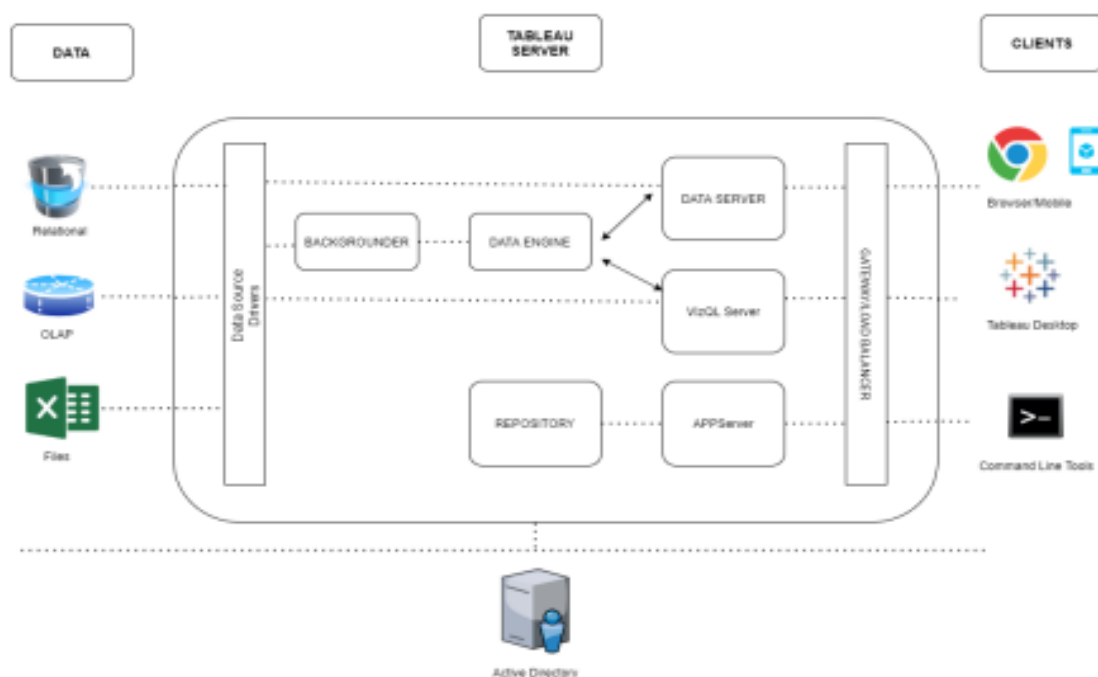 DATA
TABLEAU
SERVER
CLIENTS
Relational
OLAP
Files
Data Source
Drivers
BACKGROUNDER
DATA ENGINE
DATA SERVER
VizQL Server
REPOSITORY
APPServer
GATEWAY/LOAD BALANCER
Browser/Mobile
Tableau Desktop
Command Line Tools
Active Directory